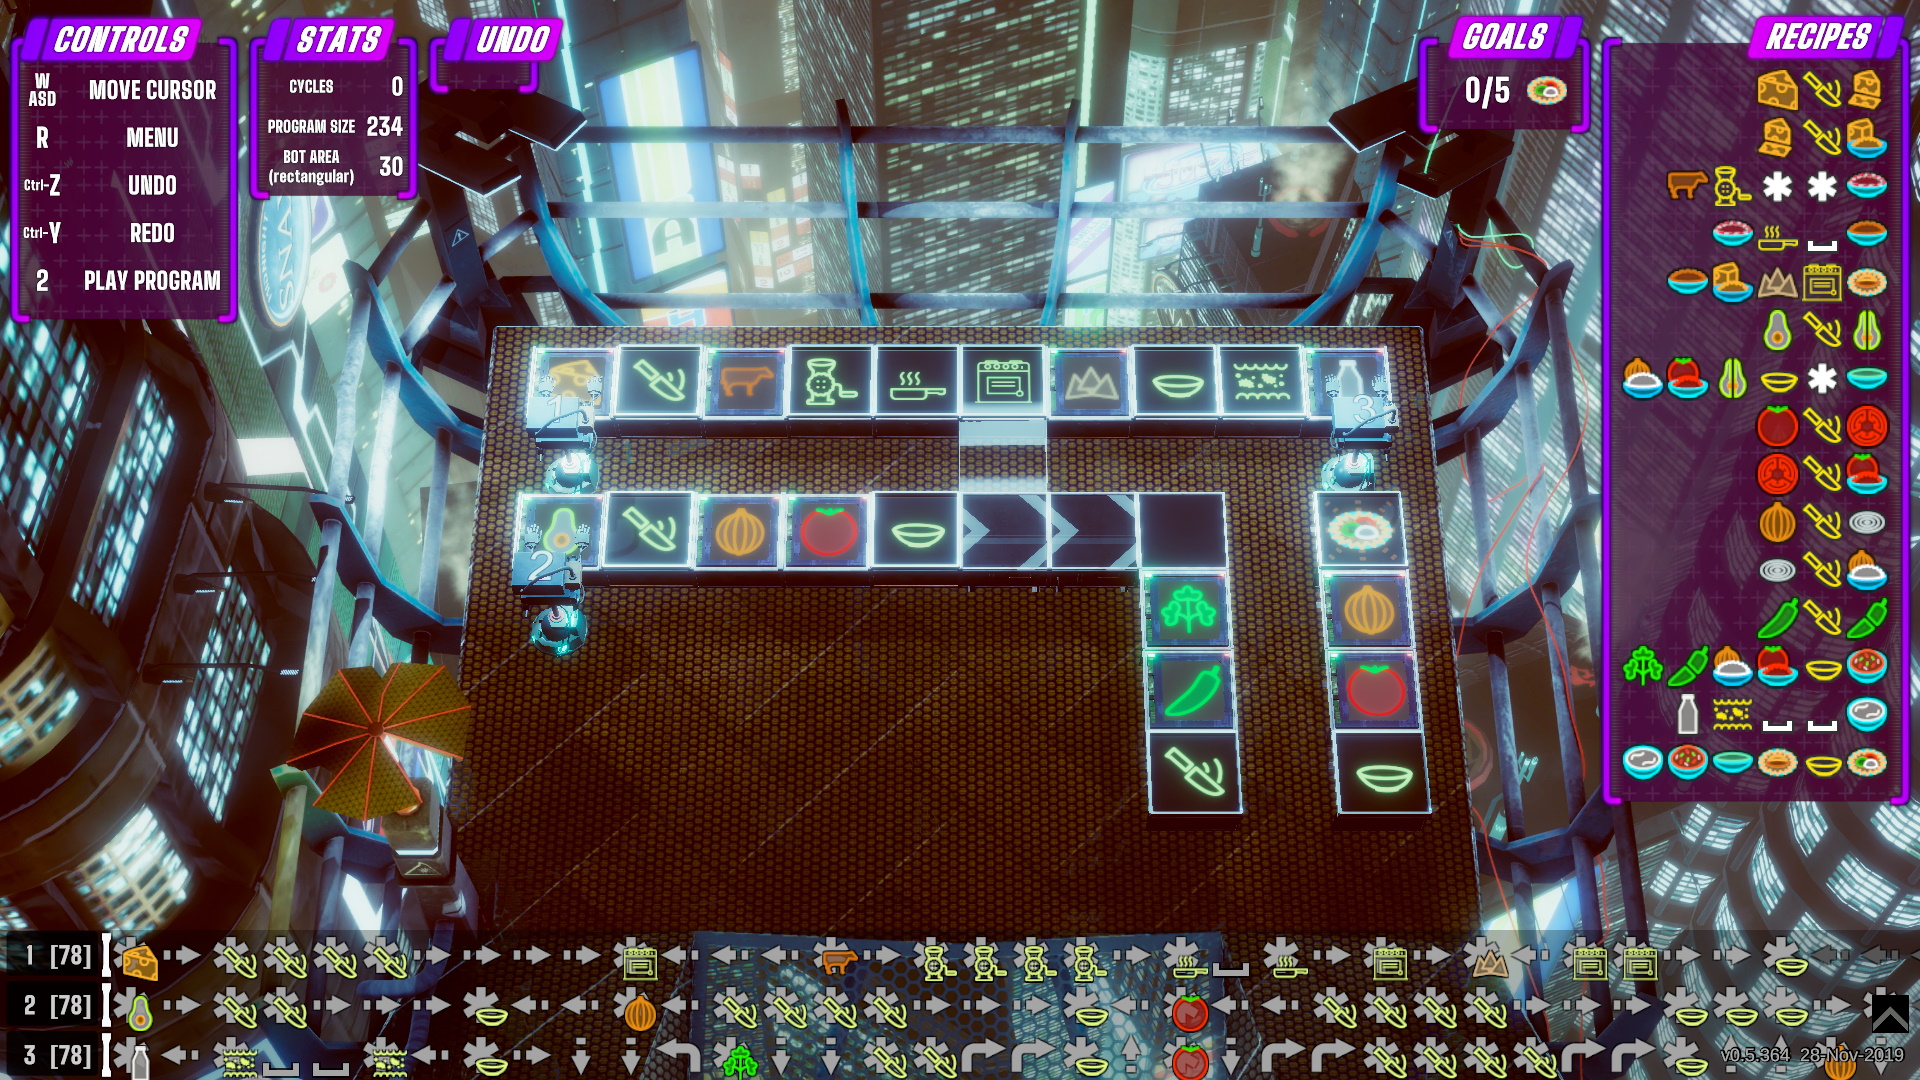 CONTROLS
W
ASD MOVE CURSOR
R MENU
Ctrl-Z UNDO
Ctrl-Y REDO
2 PLAY PROGRAM
STATS
CYCLES 0
PROGRAM SIZE 234
BOT AREA
(rectangular) 30
UNDO
GOALS
0/5
RECIPES
1
3
2
1 [78]
2 [78]
3 [78]
v0.5.364 28-Nov-2019